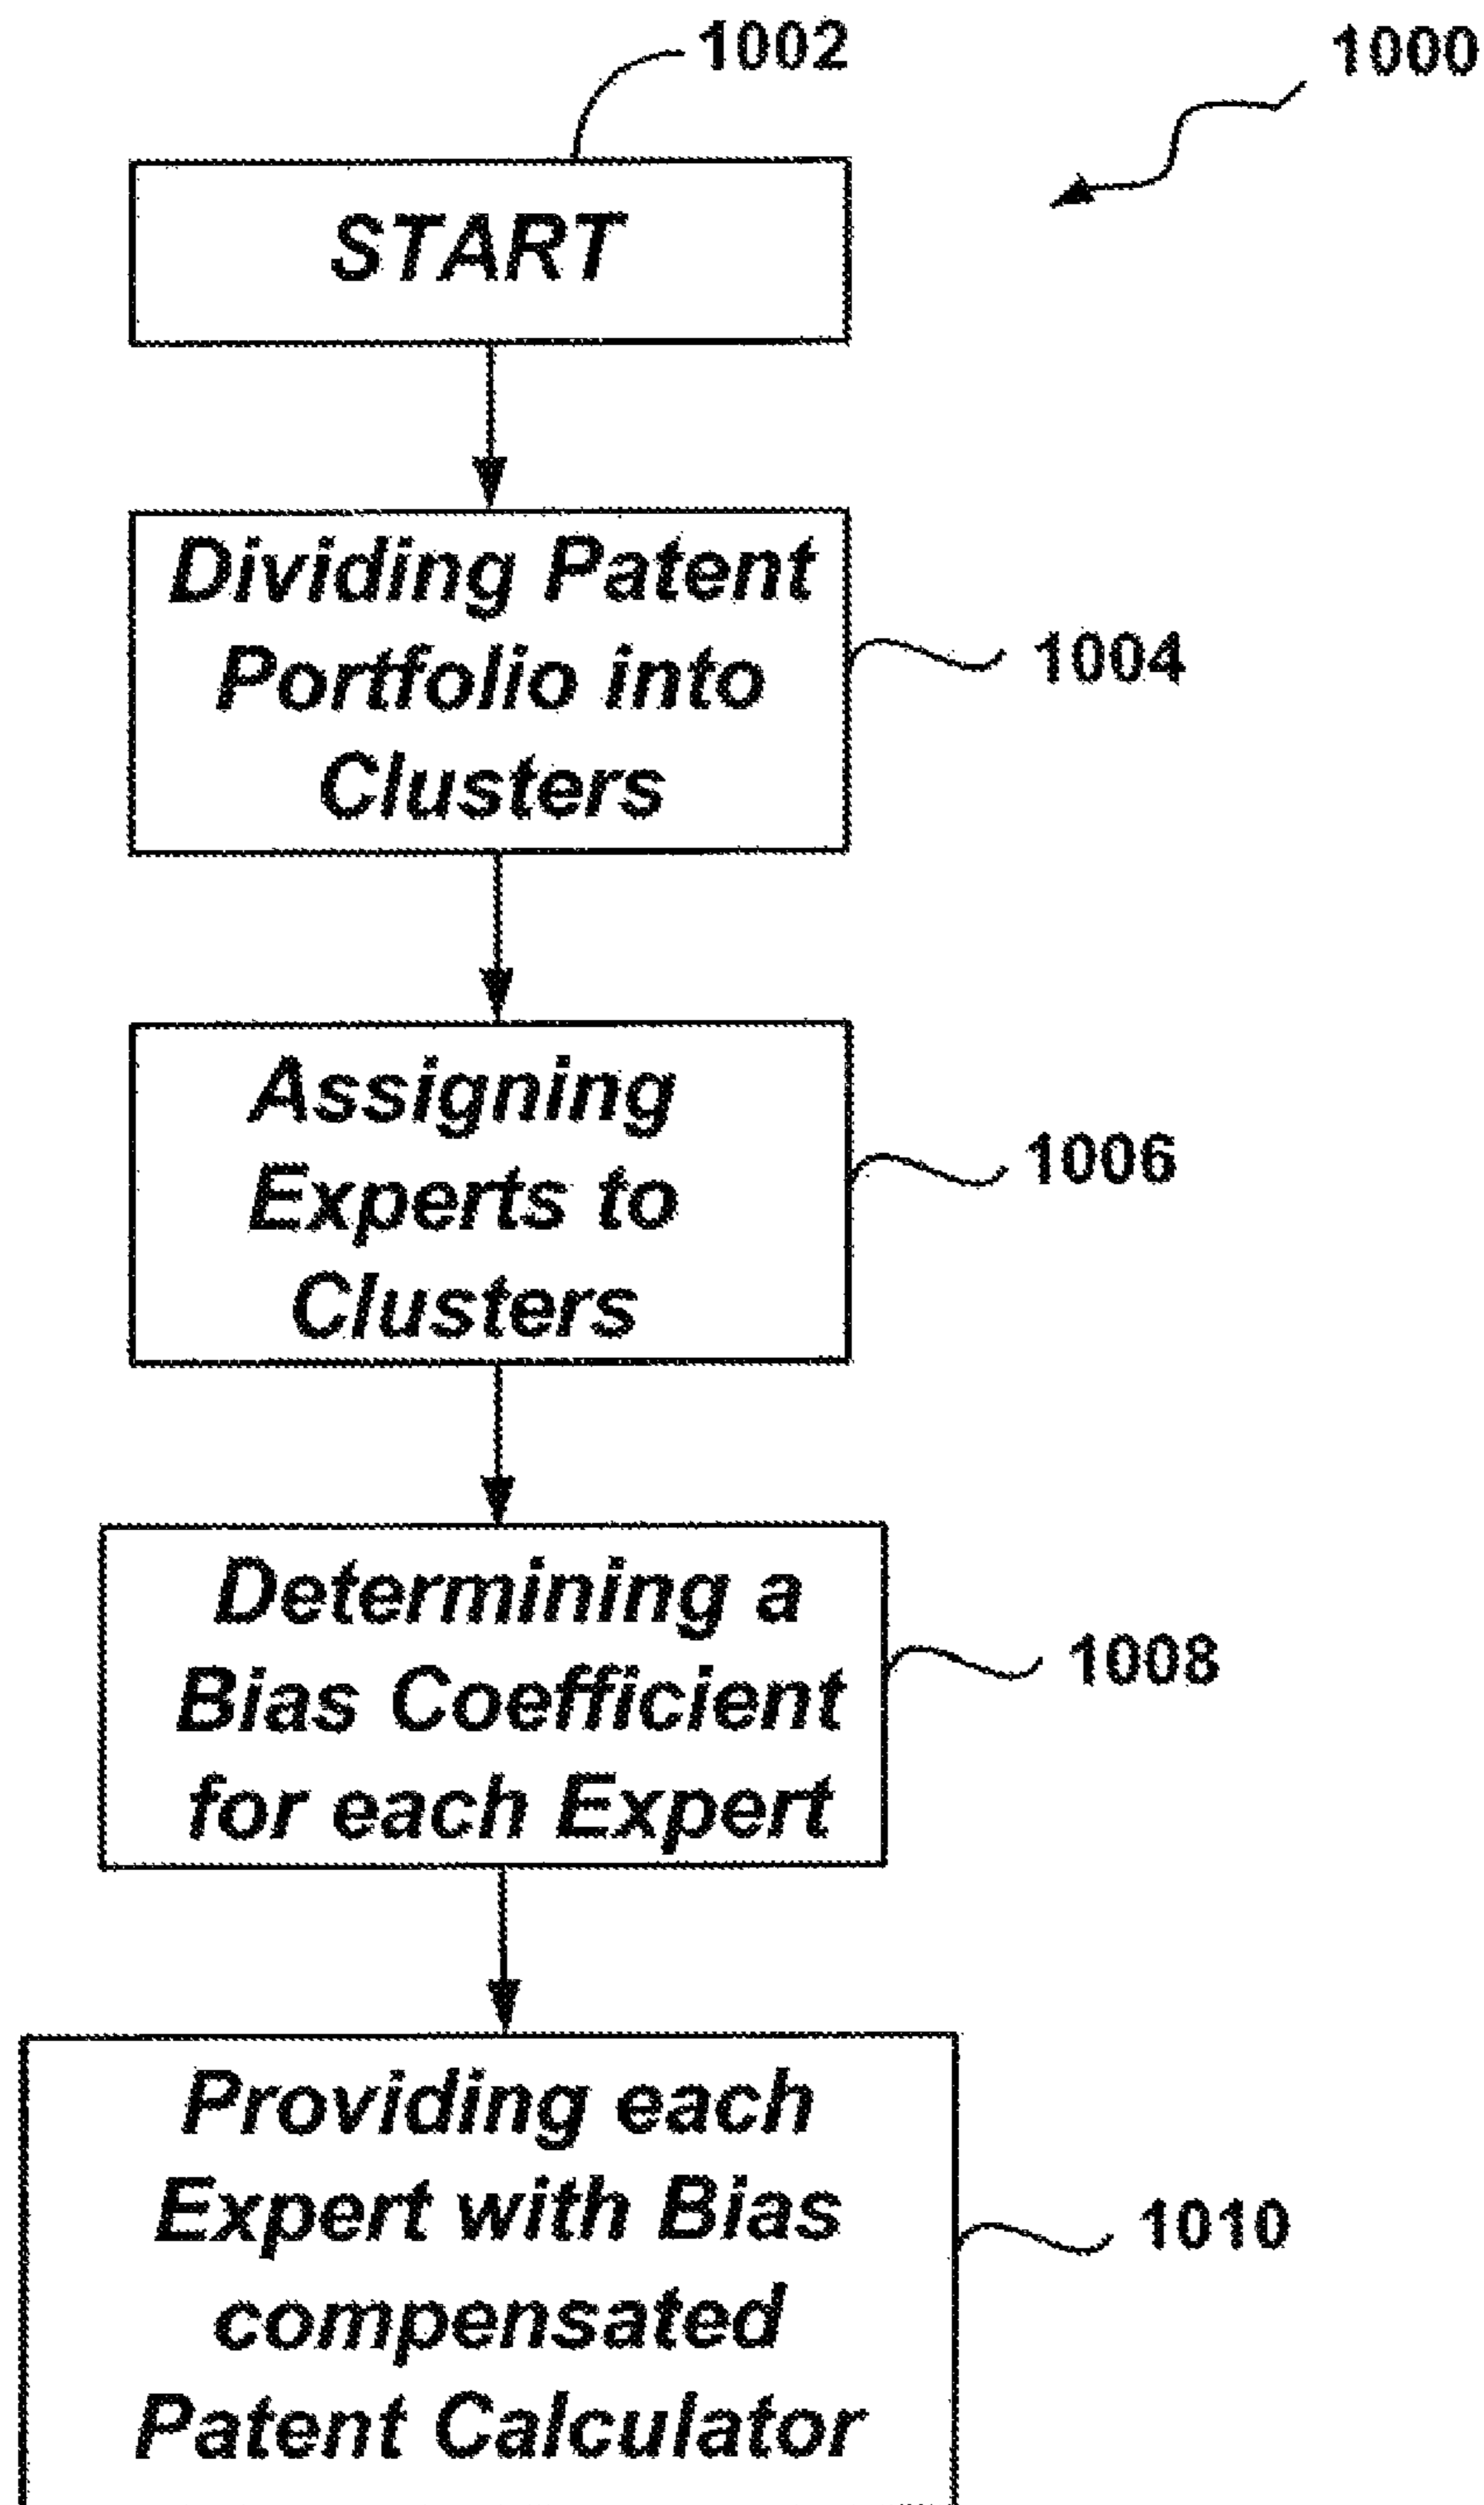 1002
1000
START
Dividing Patent
Portfolio into
Clusters
1004
Assigning
Experts to
Clusters
1006
Determining a
Bias Coefficient
for each Expert
1008
Providing each
Expert with Bias
compensated
Patent Calculator
1010